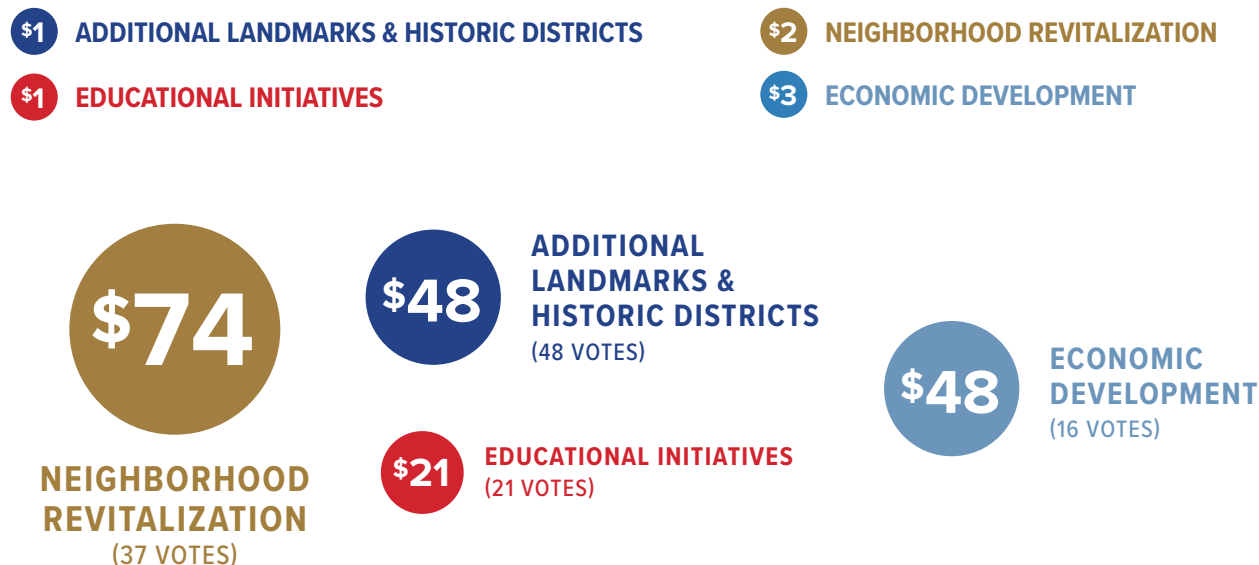 $1 ADDITIONAL LANDMARKS & HISTORIC DISTRICTS
$2 NEIGHBORHOOD REVITALIZATION
$1 EDUCATIONAL INITIATIVES
$3 ECONOMIC DEVELOPMENT
$74
NEIGHBORHOOD
REVITALIZATION
(37 VOTES)
$48
ADDITIONAL
LANDMARKS &
HISTORIC DISTRICTS
(48 VOTES)
$21
EDUCATIONAL INITIATIVES
(21 VOTES)
$48
ECONOMIC
DEVELOPMENT
(16 VOTES)